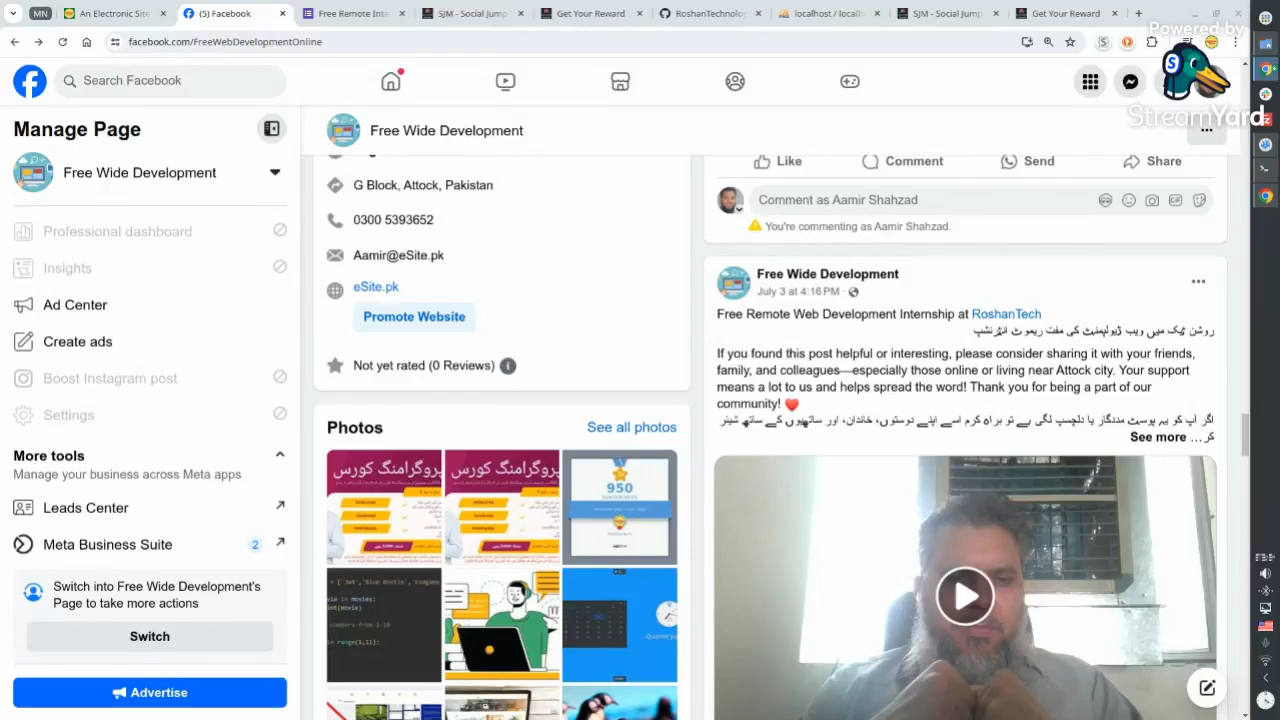 MN
An Electronic Site
(5) Facebook
Free Remote Inte
SJM - Social Jump
Get Your Reward
RoshanTechnolog
localhost / localh
SJM - Social Jump
Get Your Reward
facebook.com/FreeWebDevelopmentOnline
Powered by
StreamYard
Search Facebook
Manage Page
Free Wide Development
Professional dashboard
Insights
Ad Center
Create ads
Boost Instagram post
Settings
More tools
Manage your business across Meta apps
Leads Center
Meta Business Suite
2
Switch into Free Wide Development's
Page to take more actions
Switch
Advertise
Free Wide Development
G Block, Attock, Pakistan
0300 5393652
Aamir@eSite.pk
eSite.pk
Promote Website
Not yet rated (0 Reviews)
Photos
See all photos
پروگرامنگ کورس
پروگرامنگ کورس
950
Like
Comment
Send
Share
Comment as Aamir Shahzad
You're commenting as Aamir Shahzad.
Free Wide Development
July 3 at 4:16 PM
Free Remote Web Development Internship at RoshanTech
روشن ٹیک میں ویب ڈیولپمنٹ کی مفت ریموٹ انٹرنشپ
If you found this post helpful or interesting, please consider sharing it with your friends,
family, and colleagues—especially those online or living near Attock city. Your support
means a lot to us and helps spread the word! Thank you for being a part of our
community! ❤️
اگر آپ کو یہ پوسٹ مددگار یا دلچسپ لگی ہے تو براہ کرم اسے اپنے دوستوں، خاندان، اور ساتھیوں کے ساتھ شیئر
کر... See more